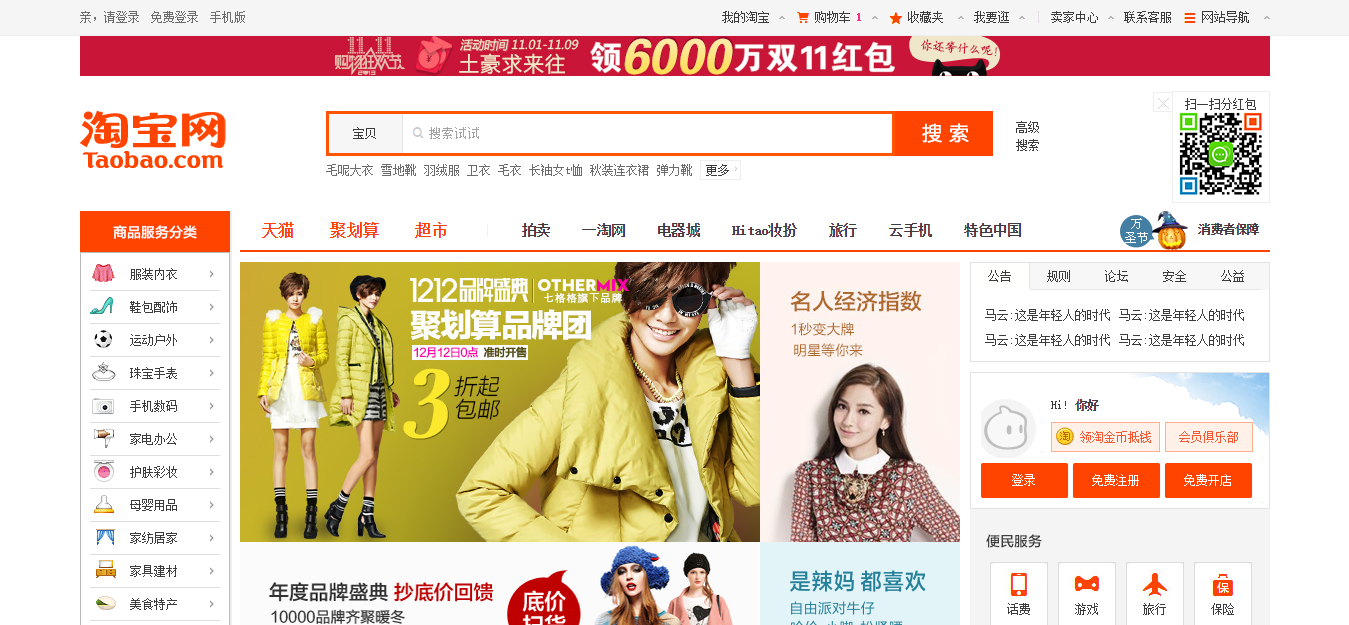 亲，请登录 免费登录 手机版 我的淘宝 购物车 1 收藏夹 我要逛 卖家中心 联系客服 网站导航
11.11 购物狂欢节 2013 活动时间 11.01-11.09 土豪求来往 领6000万双11红包 你还等什么呢!
扫一扫分红包
淘宝网 Taobao.com
宝贝 搜索试试 搜 索 高级搜索
毛呢大衣 雪地靴 羽绒服 卫衣 毛衣 长袖女t恤 秋装连衣裙 弹力靴 更多
商品服务分类 天猫 聚划算 超市 拍卖 一淘网 电器城 Hitao妆扮 旅行 云手机 特色中国 万圣节 消费者保障
服装内衣
鞋包配饰
运动户外
珠宝手表
手机数码
家电办公
护肤彩妆
母婴用品
家纺居家
家具建材
美食特产
1212品牌盛典 OTHERMIX
七格格旗下品牌
聚划算品牌团
12月12日0点 准时开售
3折起包邮
名人经济指数
1秒变大牌
明星等你来
公告 规则 论坛 安全 公益
马云:这是年轻人的时代 马云:这是年轻人的时代
马云:这是年轻人的时代 马云:这是年轻人的时代
Hi! 你好
淘 领淘金币抵钱 会员俱乐部
登录 免费注册 免费开店
便民服务
话费 游戏 旅行 保 保险
年度品牌盛典 抄底价回馈
10000品牌齐聚暖冬
底价
扫货
是辣妈 都喜欢
自由派对牛仔